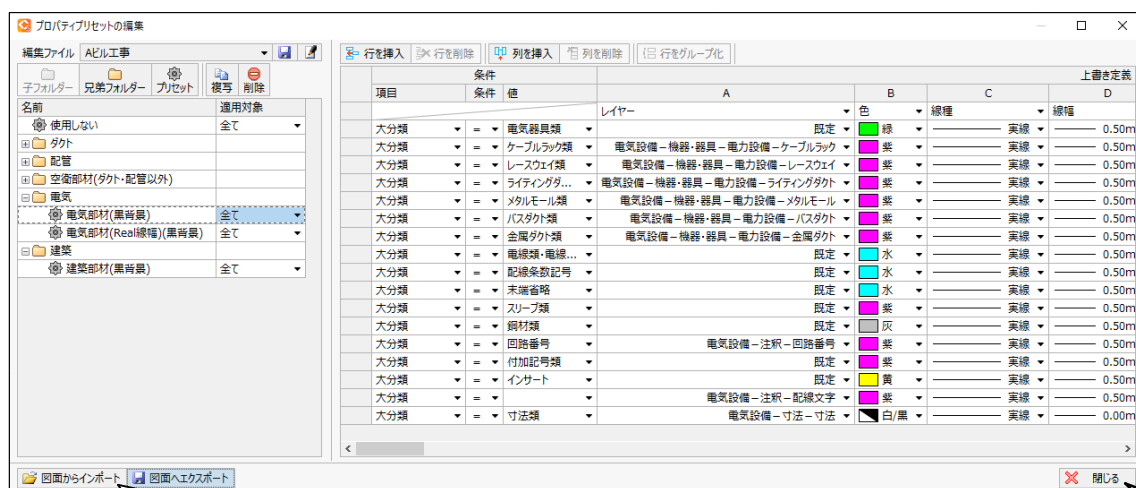 プロパティプリセットの編集
編集ファイル Aビル工事
子フォルダー 兄弟フォルダー プリセット 複写 削除
名前 適用対象
使用しない 全て
ダクト
配管
空衛部材(ダクト・配管以外)
電気
電気部材(黒背景) 全て
電気部材(Real線幅)(黒背景) 全て
建築
建築部材(黒背景) 全て
行を挿入 行を削除 列を挿入 列を削除 行をグループ化
条件 上書き定義
項目 条件 値 A B C D
レイヤー 色 線種 線幅
大分類 = 電気器具類 既定 緑 実線 0.50m
大分類 = ケーブルラック類 電気設備－機器・器具－電力設備－ケーブルラック 紫 実線 0.50m
大分類 = レースウェイ類 電気設備－機器・器具－電力設備－レースウェイ 紫 実線 0.50m
大分類 = ライティングダ... 電気設備－機器・器具－電力設備－ライティングダクト 紫 実線 0.50m
大分類 = メタルモール類 電気設備－機器・器具－電力設備－メタルモール 紫 実線 0.50m
大分類 = バスダクト類 電気設備－機器・器具－電力設備－バスダクト 紫 実線 0.50m
大分類 = 金属ダクト類 電気設備－機器・器具－電力設備－金属ダクト 紫 実線 0.50m
大分類 = 電線類・電線... 既定 水 実線 0.50m
大分類 = 配線条数記号 既定 水 実線 0.50m
大分類 = 末端省略 既定 水 実線 0.50m
大分類 = スリーブ類 既定 紫 実線 0.50m
大分類 = 鋼材類 既定 灰 実線 0.50m
大分類 = 回路番号 電気設備－注釈－回路番号 紫 実線 0.50m
大分類 = 付加記号類 既定 紫 実線 0.50m
大分類 = インサート 既定 黄 実線 0.50m
大分類 = 電気設備－注釈－配線文字 紫 実線 0.50m
大分類 = 寸法類 電気設備－寸法－寸法 白/黒 実線 0.00m
図面からインポート 図面へエクスポート 閉じる